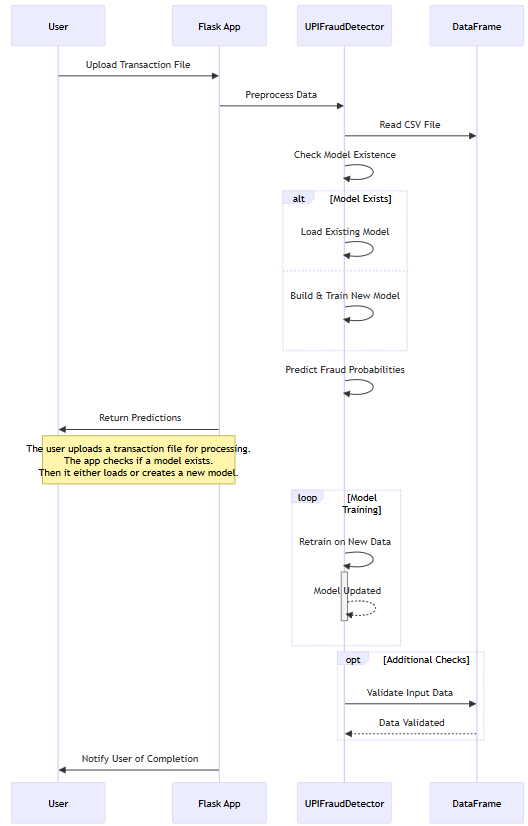 User
Flask App
UPIFraudDetector
DataFrame
Upload Transaction File
Preprocess Data
Read CSV File
Check Model Existence
alt
[Model Exists]
Load Existing Model
Build & Train New Model
Predict Fraud Probabilities
Return Predictions
The user uploads a transaction file for processing.
The app checks if a model exists.
Then it either loads or creates a new model.
loop
[Model
Training]
Retrain on New Data
Model Updated
opt
[Additional Checks]
Validate Input Data
Data Validated
Notify User of Completion
User
Flask App
UPIFraudDetector
DataFrame